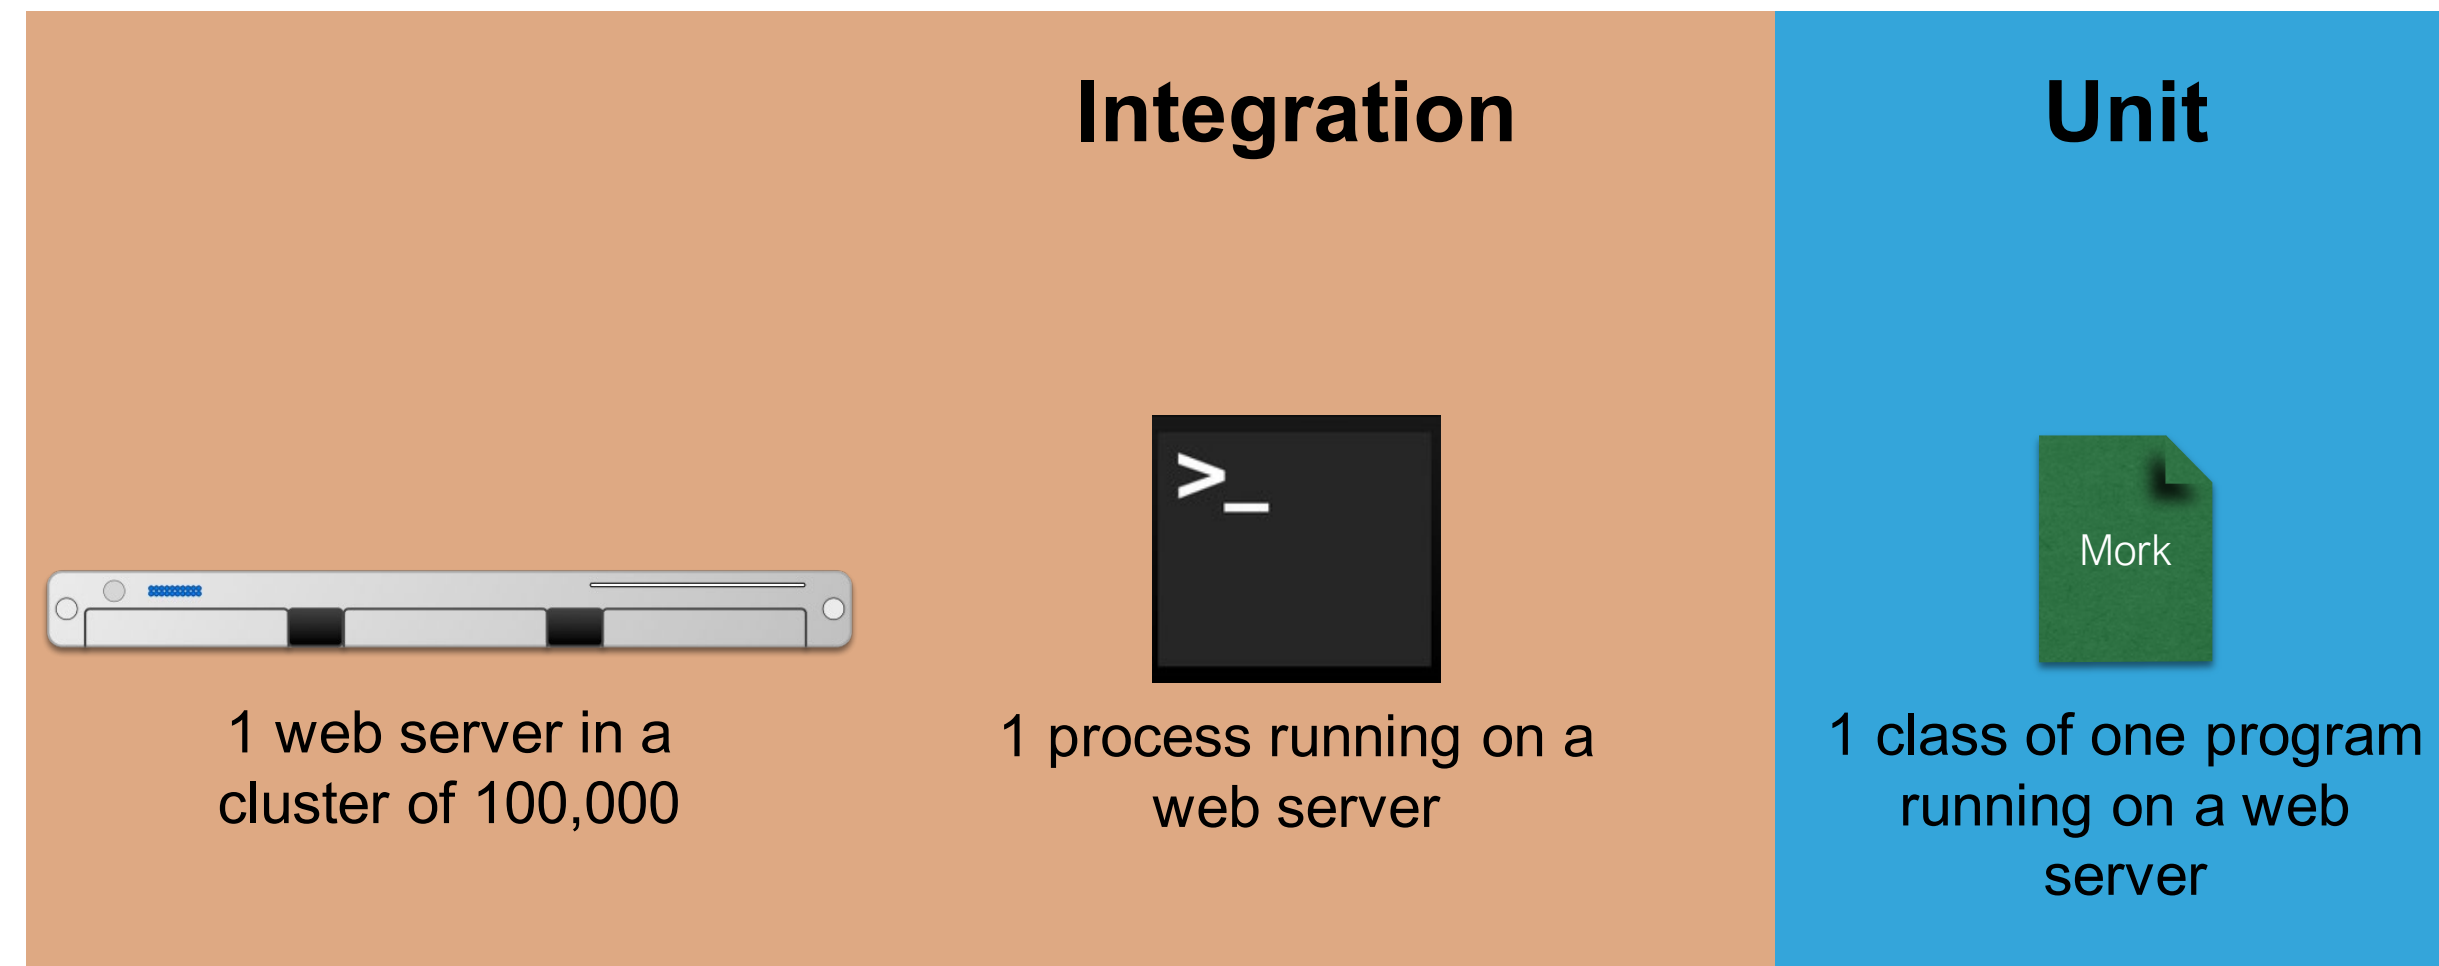 Integration
Unit
>_
Mork
1 web server in a
cluster of 100,000
1 process running on a
web server
1 class of one program
running on a web
server